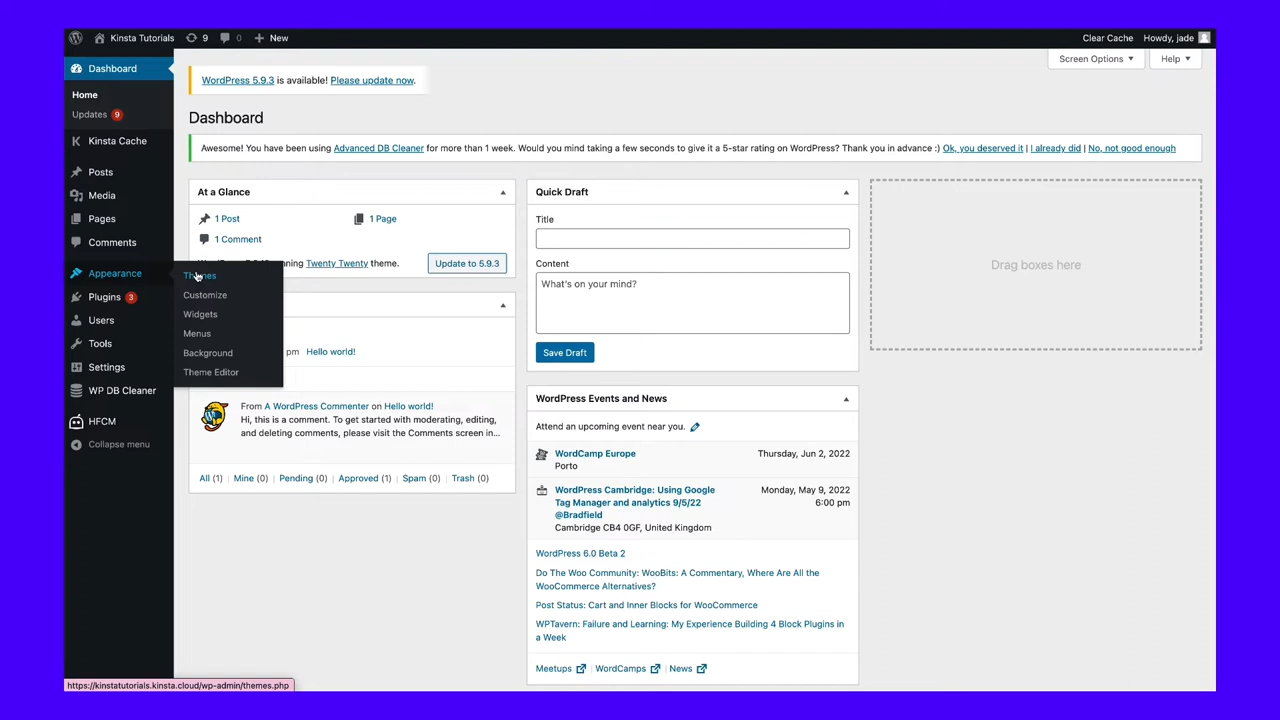 Kinsta Tutorials 9 0 New Clear Cache Howdy, jade
Dashboard
Home
Updates 9
Kinsta Cache
Posts
Media
Pages
Comments
Appearance
Plugins 3
Users
Tools
Settings
WP DB Cleaner
HFCM
Collapse menu
Themes
Customize
Widgets
Menus
Background
Theme Editor
Screen Options ▼ Help ▼
WordPress 5.9.3 is available! Please update now.
Dashboard
Awesome! You have been using Advanced DB Cleaner for more than 1 week. Would you mind taking a few seconds to give it a 5-star rating on WordPress? Thank you in advance :) Ok, you deserved it | I already did | No, not good enough
At a Glance
1 Post 1 Page
1 Comment
Twenty Twenty theme. Update to 5.9.3
pm Hello world!
From A WordPress Commenter on Hello world!
Hi, this is a comment. To get started with moderating, editing,
and deleting comments, please visit the Comments screen in…
All (1) | Mine (0) | Pending (0) | Approved (1) | Spam (0) | Trash (0)
Quick Draft
Title
Content
What's on your mind?
Save Draft
WordPress Events and News
Attend an upcoming event near you.
WordCamp Europe Thursday, Jun 2, 2022
Porto
WordPress Cambridge: Using Google Monday, May 9, 2022
Tag Manager and analytics 9/5/22 6:00 pm
@Bradfield
Cambridge CB4 0GF, United Kingdom
WordPress 6.0 Beta 2
Do The Woo Community: WooBits: A Commentary, Where Are All the
WooCommerce Alternatives?
Post Status: Cart and Inner Blocks for WooCommerce
WPTavern: Failure and Learning: My Experience Building 4 Block Plugins in
a Week
Meetups | WordCamps | News
Drag boxes here
https://kinstatutorials.kinsta.cloud/wp-admin/themes.php